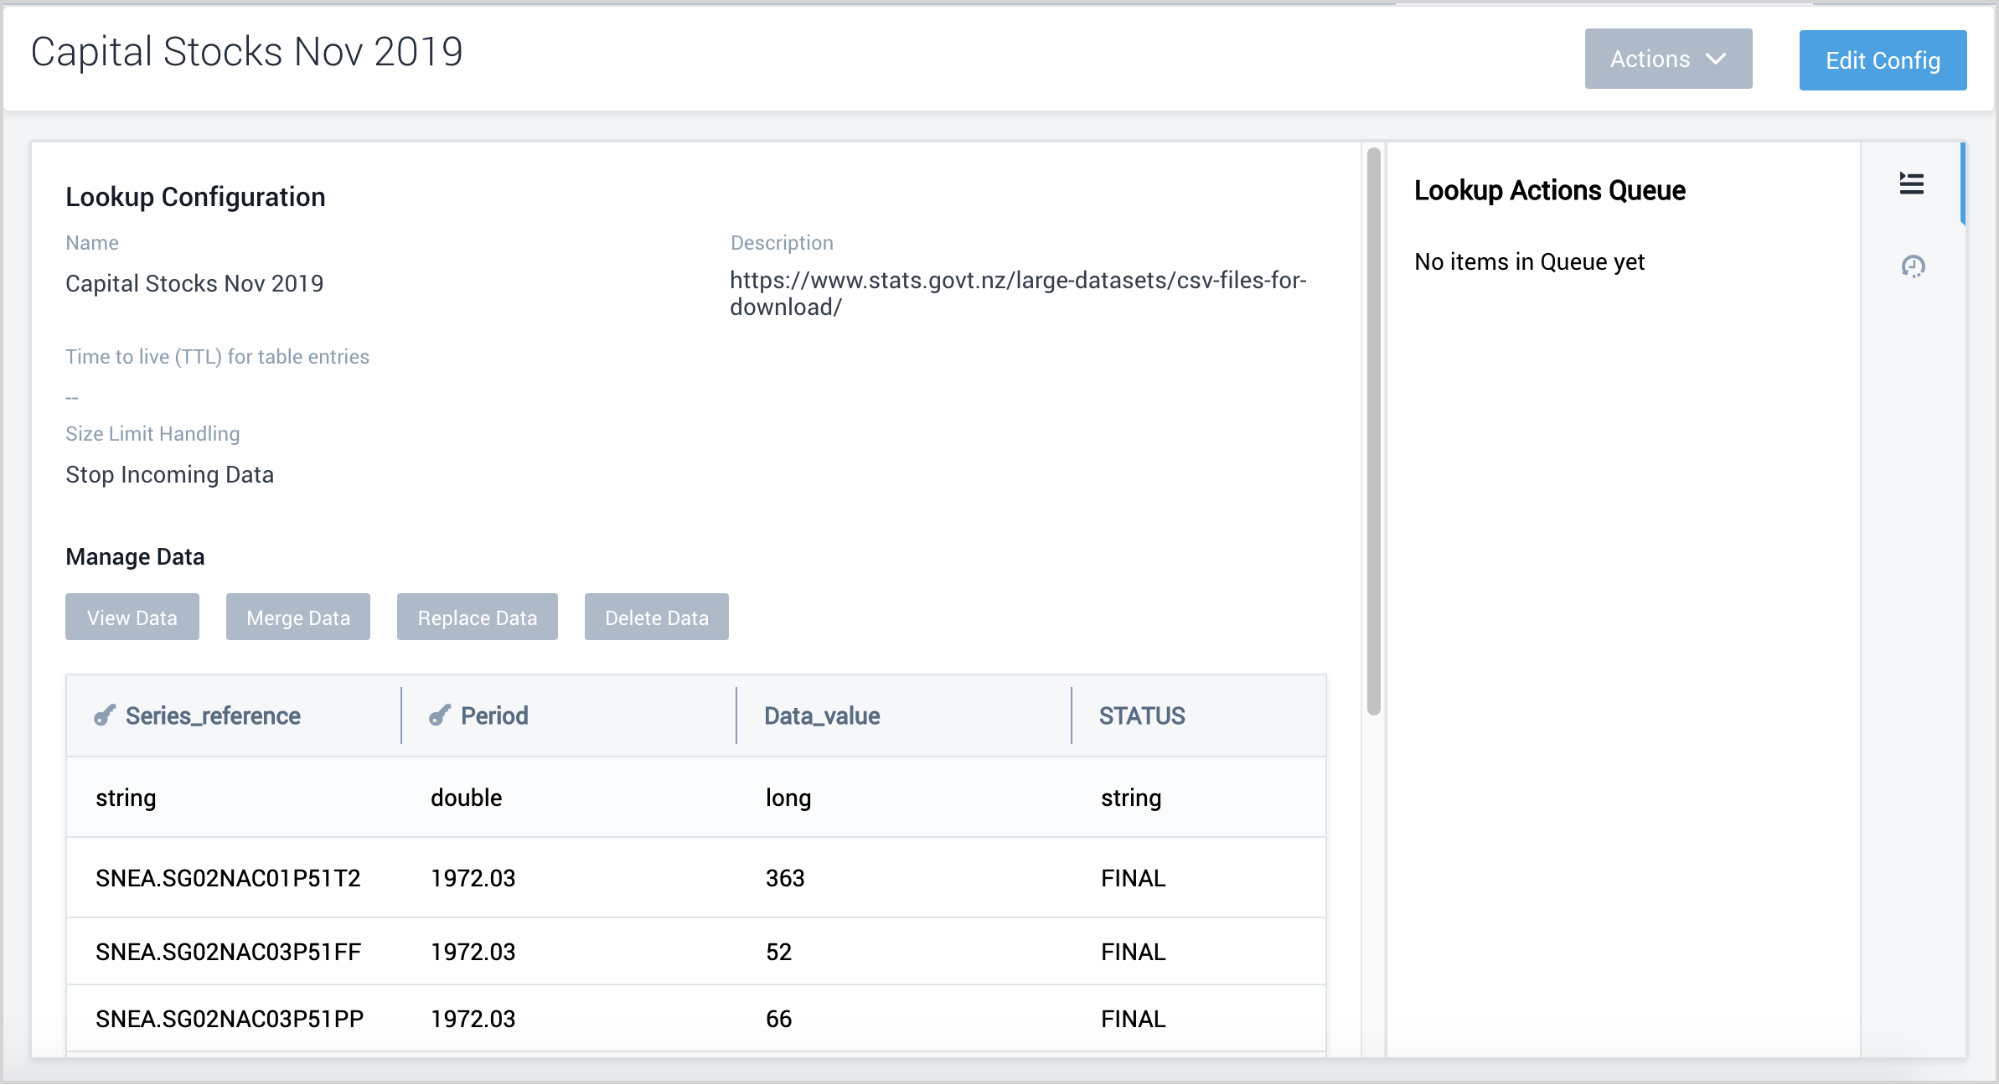 Capital Stocks Nov 2019
Actions
Edit Config
Lookup Configuration
Name
Capital Stocks Nov 2019
Description
https://www.stats.govt.nz/large-datasets/csv-files-for-
download/
Time to live (TTL) for table entries
--
Size Limit Handling
Stop Incoming Data
Manage Data
View Data
Merge Data
Replace Data
Delete Data
Series_reference Period Data_value STATUS
string double long string
SNEA.SG02NAC01P51T2 1972.03 363 FINAL
SNEA.SG02NAC03P51FF 1972.03 52 FINAL
SNEA.SG02NAC03P51PP 1972.03 66 FINAL
Lookup Actions Queue
No items in Queue yet